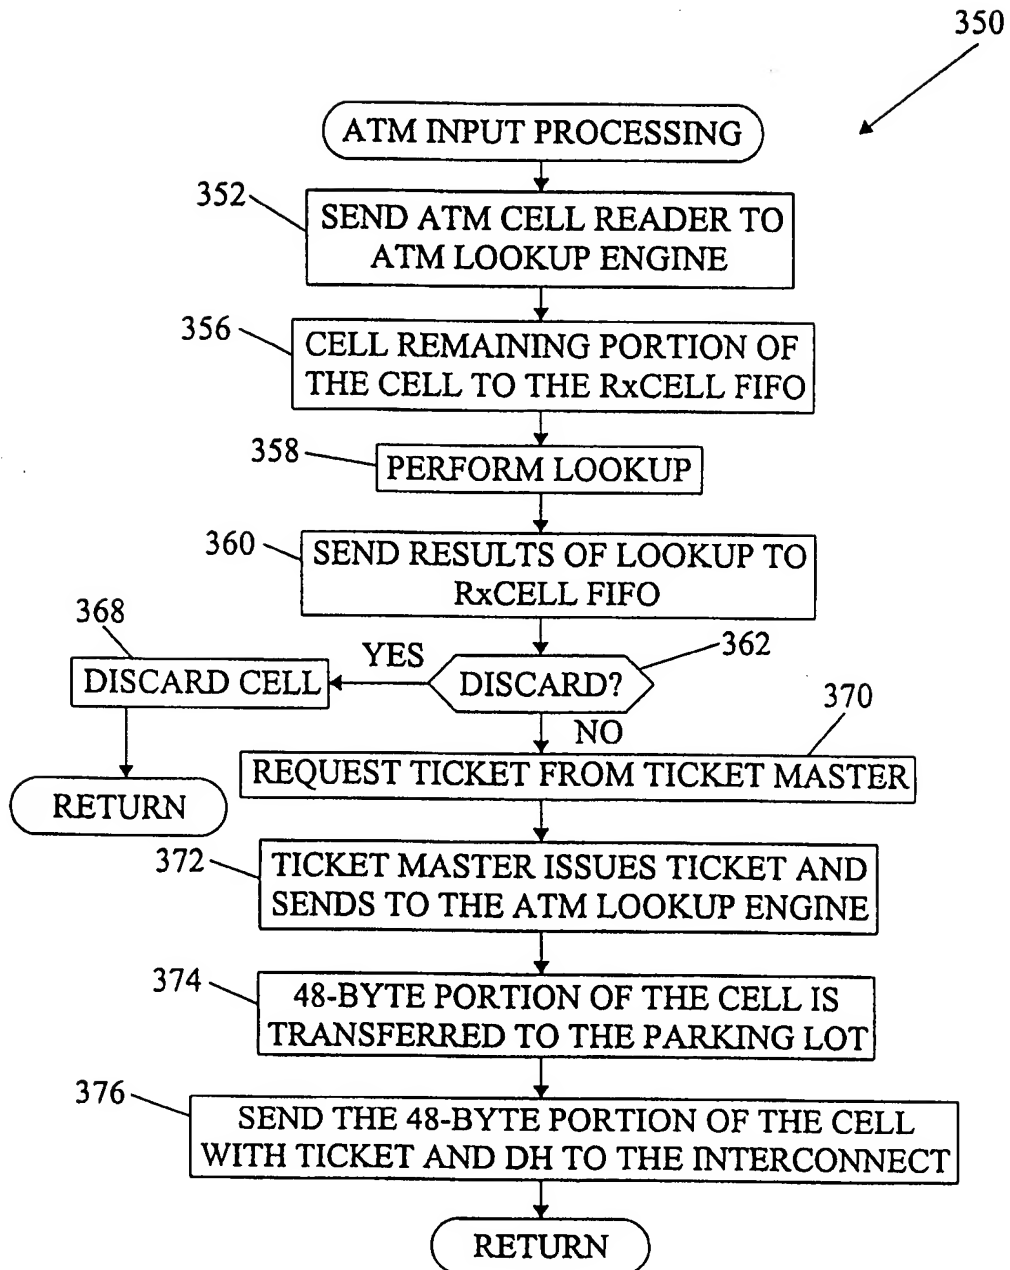 350
ATM INPUT PROCESSING
352
SEND ATM CELL READER TO
ATM LOOKUP ENGINE
356
CELL REMAINING PORTION OF
THE CELL TO THE RxCELL FIFO
358
PERFORM LOOKUP
360
SEND RESULTS OF LOOKUP TO
RxCELL FIFO
368
YES
362
DISCARD CELL
DISCARD?
370
NO
REQUEST TICKET FROM TICKET MASTER
RETURN
372
TICKET MASTER ISSUES TICKET AND
SENDS TO THE ATM LOOKUP ENGINE
374
48-BYTE PORTION OF THE CELL IS
TRANSFERRED TO THE PARKING LOT
376
SEND THE 48-BYTE PORTION OF THE CELL
WITH TICKET AND DH TO THE INTERCONNECT
RETURN